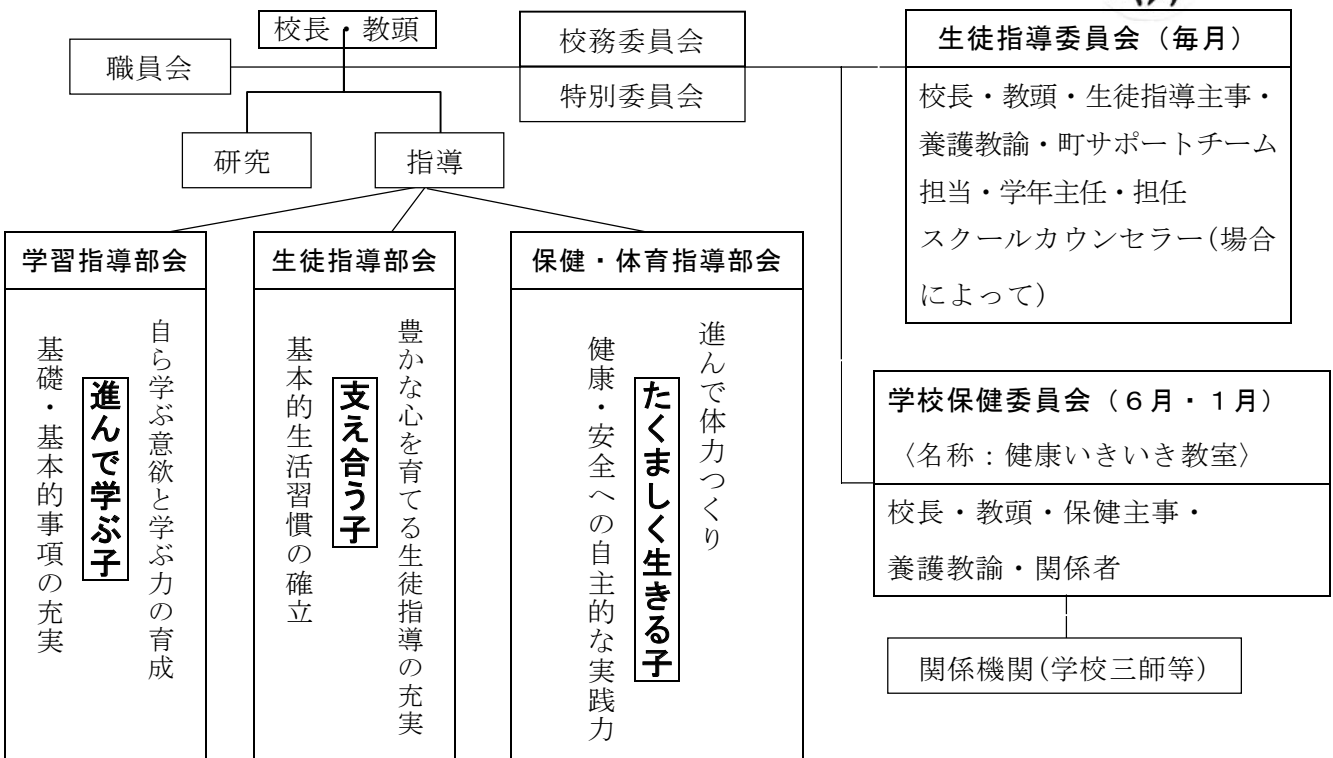 校長・教頭
職員会
校務委員会
特別委員会
研究
指導
学習指導部会
自ら学ぶ意欲と学ぶ力の育成
進んで学ぶ子
基礎・基本的事項の充実
生徒指導部会
豊かな心を育てる生徒指導の充実
支え合う子
基本的生活習慣の確立
保健・体育指導部会
進んで体力つくり
たくましく生きる子
健康・安全への自主的な実践力
生徒指導委員会（毎月）
校長・教頭・生徒指導主事・
養護教諭・町サポートチーム
担当・学年主任・担任
スクールカウンセラー(場合
によって)
学校保健委員会（６月・１月）
〈名称：健康いきいき教室〉
校長・教頭・保健主事・
養護教諭・関係者
関係機関(学校三師等)